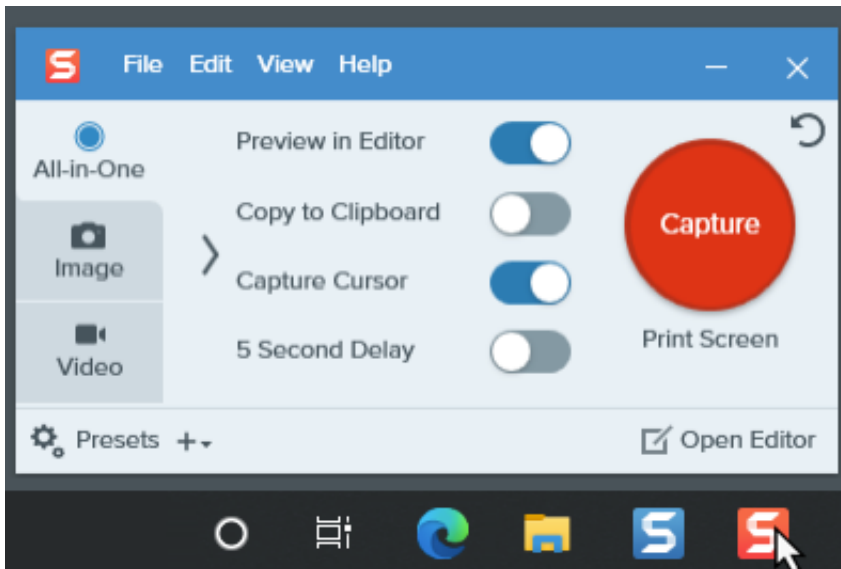 File Edit View Help
All-in-One
Image
Video
Preview in Editor
Copy to Clipboard
Capture Cursor
5 Second Delay
Capture
Print Screen
Presets
Open Editor